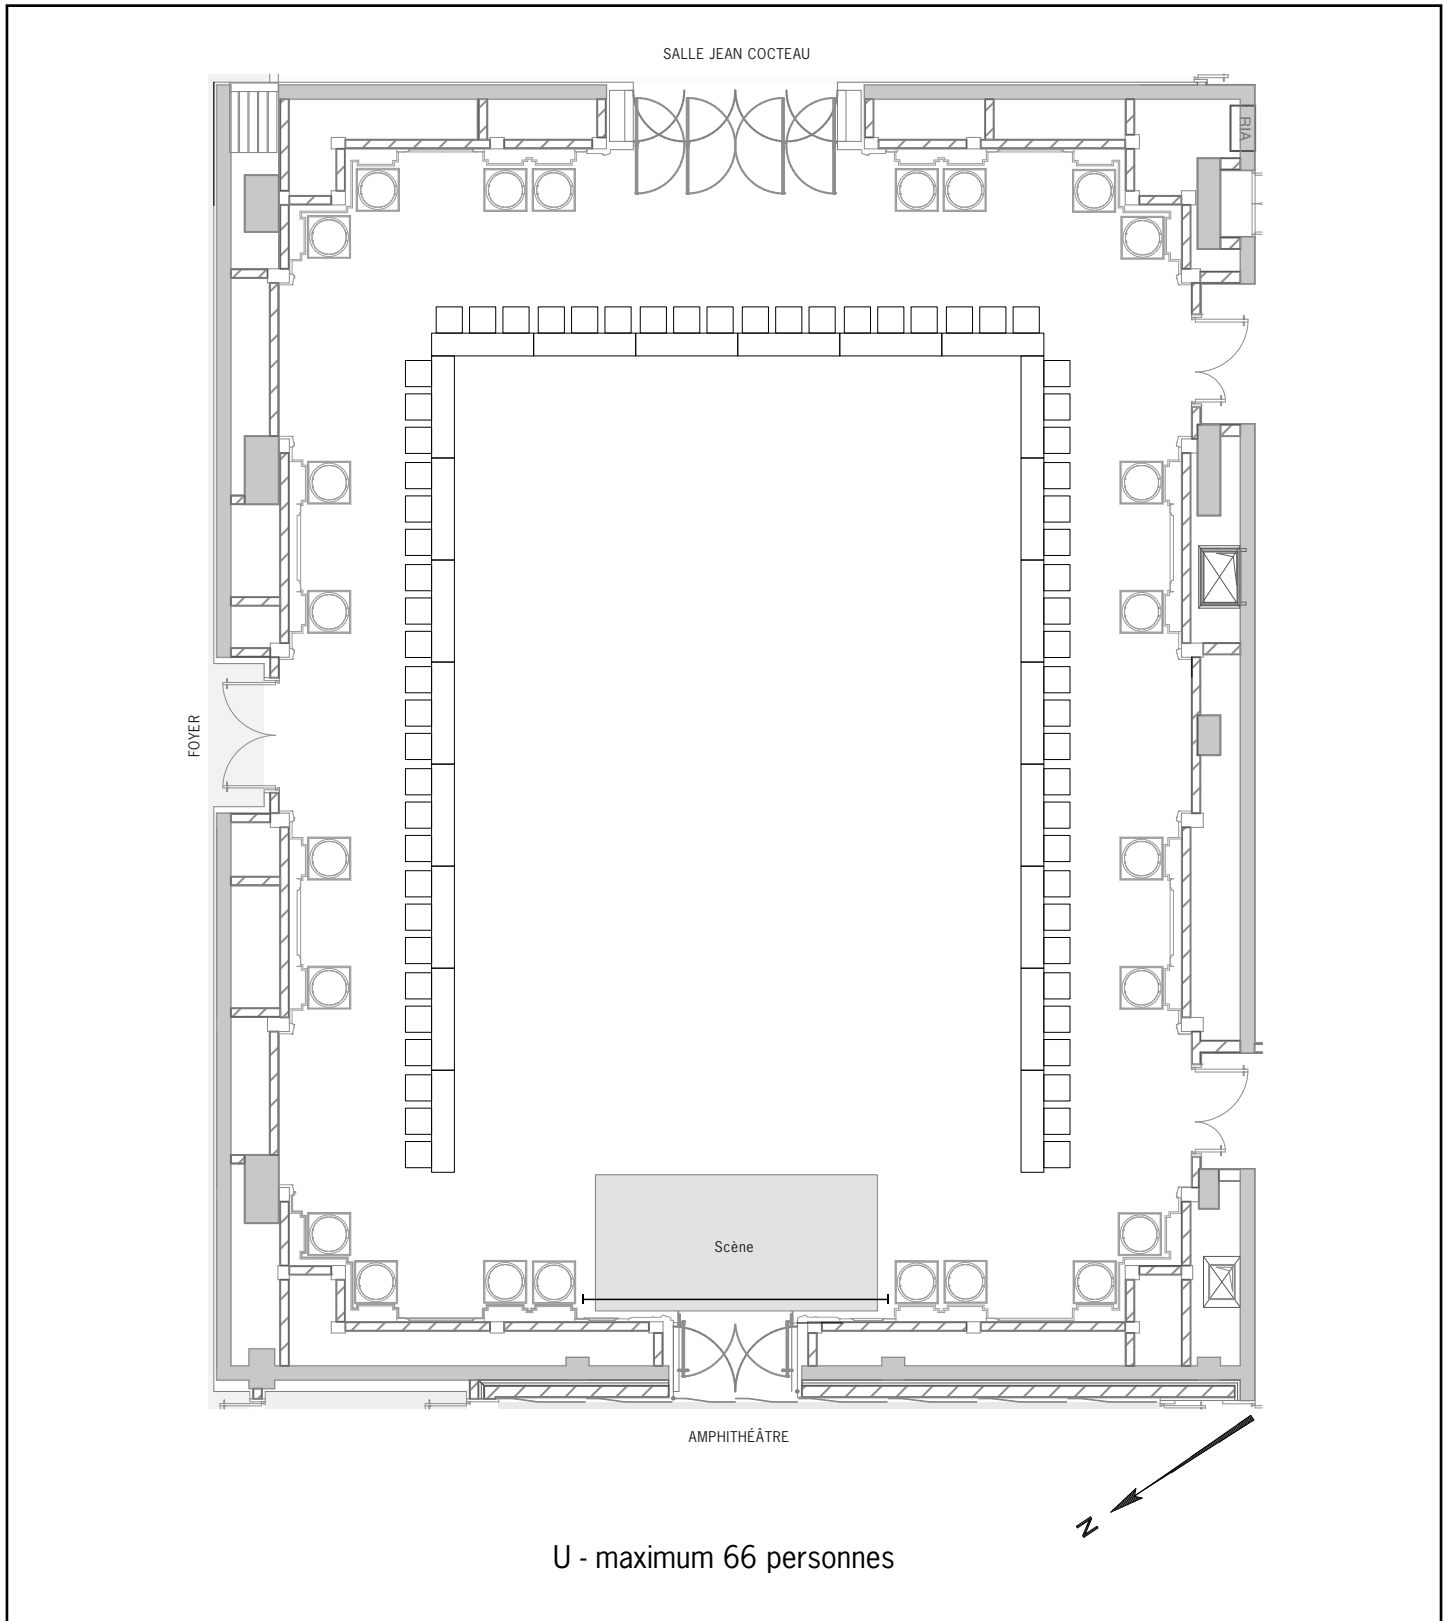 SALLE JEAN COCTEAU
RIA
FOYER
Scène
AMPHITHÉÂTRE
N
U - maximum 66 personnes